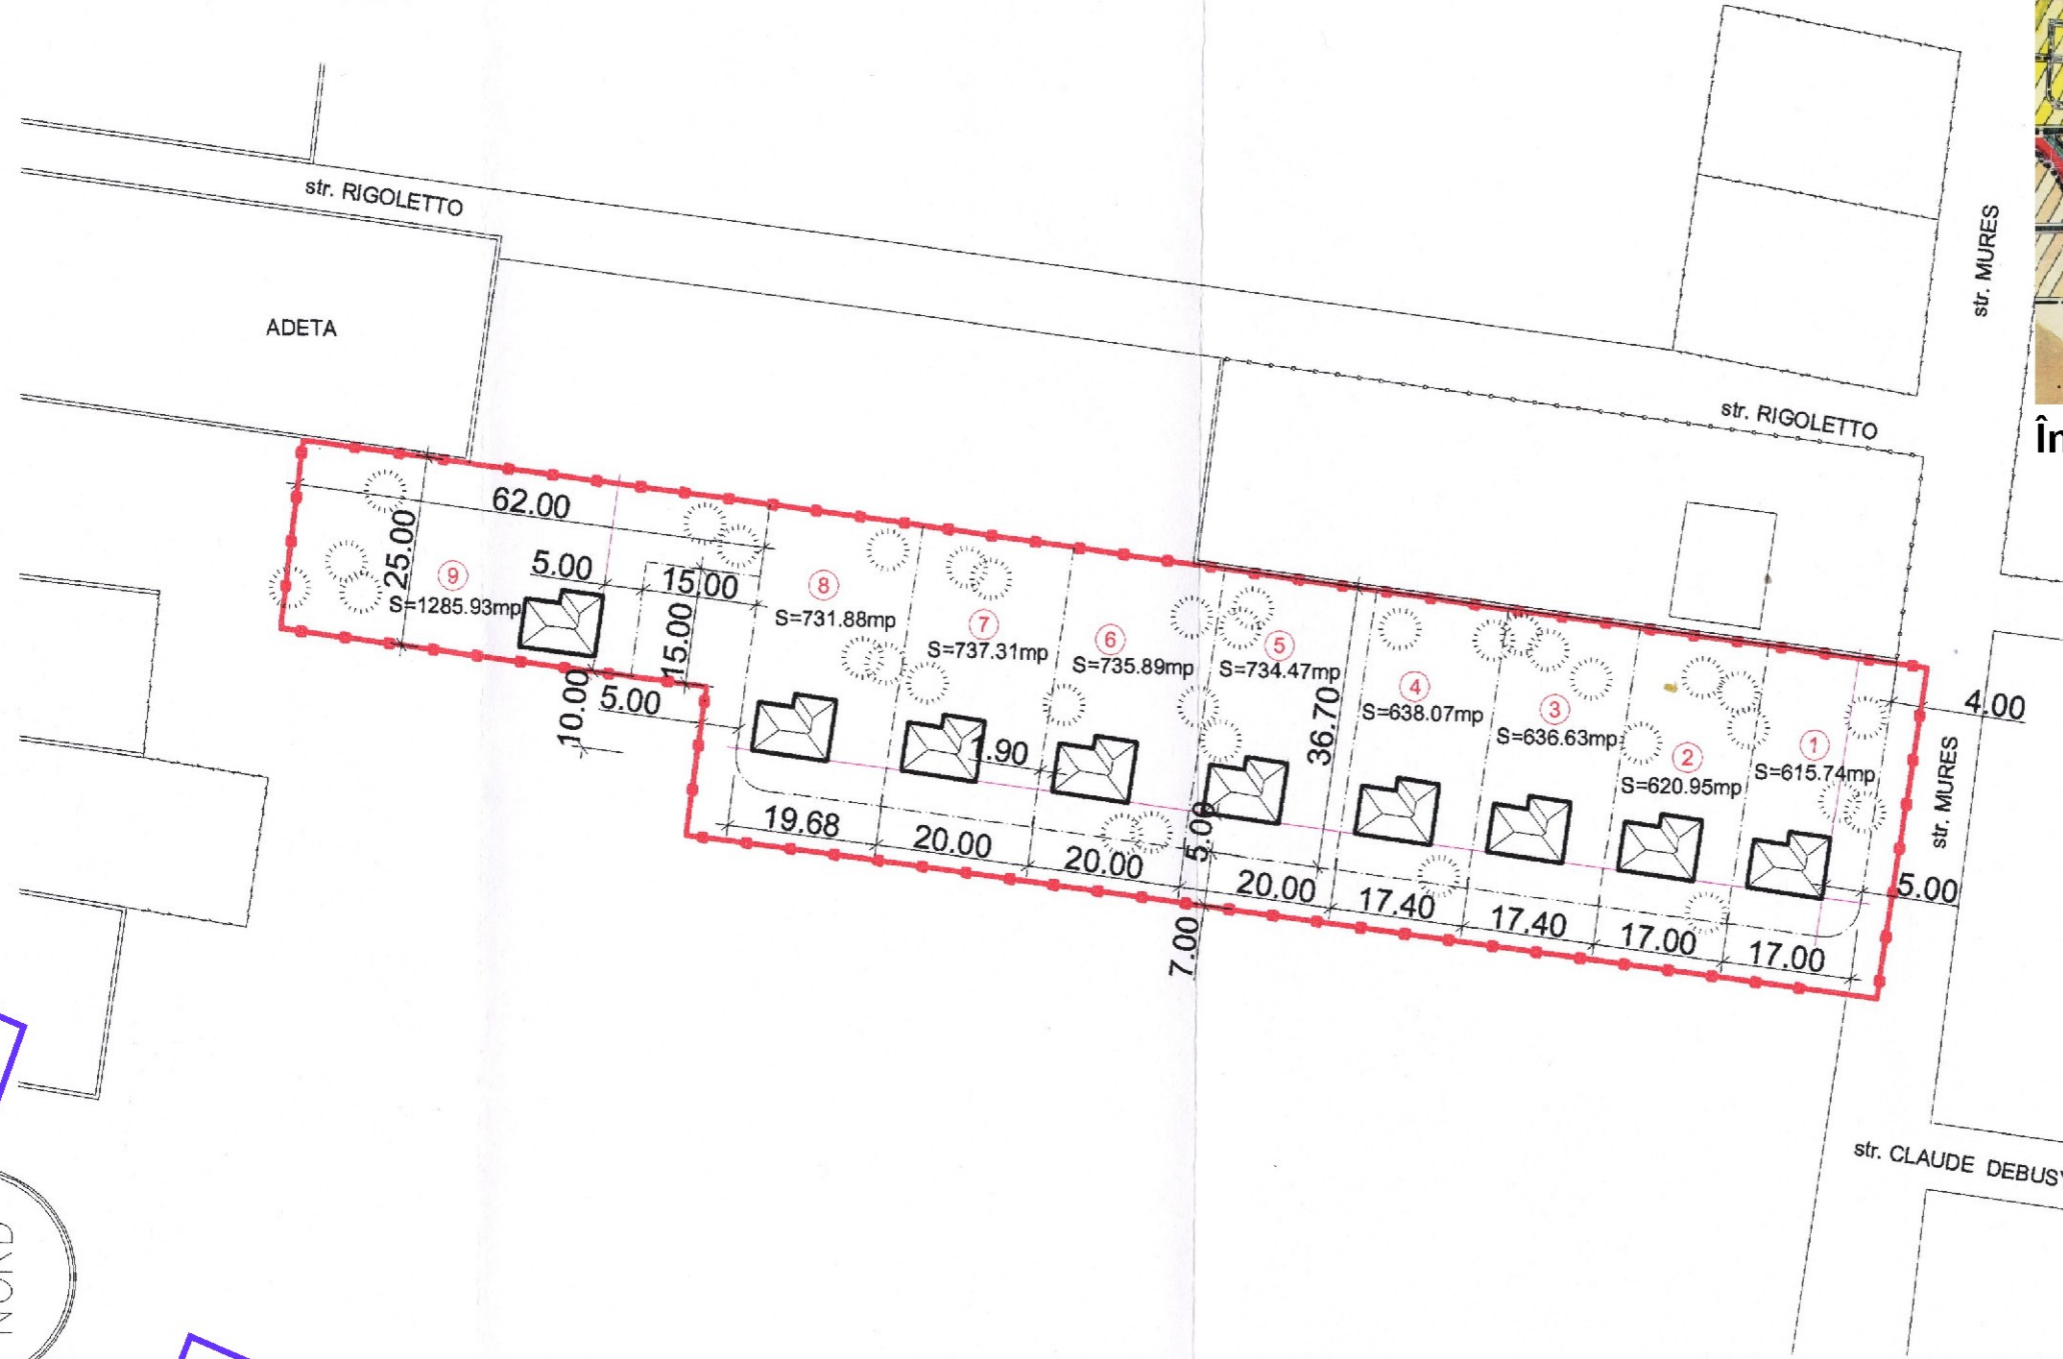 str. RIGOLETTO
str. MURES
ADETA
str. RIGOLETTO
În
62.00
25.00
9
S=1285.93mp
5.00
15.00
15.00
10.00
5.00
8
S=731.88mp
7
S=737.31mp
6
S=735.89mp
5
S=734.47mp
4
S=638.07mp
3
S=636.63mp
2
S=620.95mp
1
S=615.74mp
4.00
str. MURES
36.70
1.90
5.00
5.00
19.68
20.00
20.00
20.00
17.40
17.40
17.00
17.00
7.00
str. CLAUDE DEBUSY
NORD